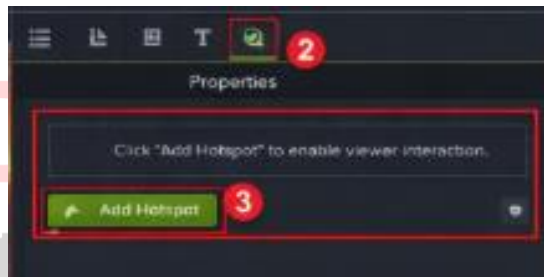 T
2
Properties
Click "Add Hotspot" to enable viewer interaction.
Add Hotspot
3